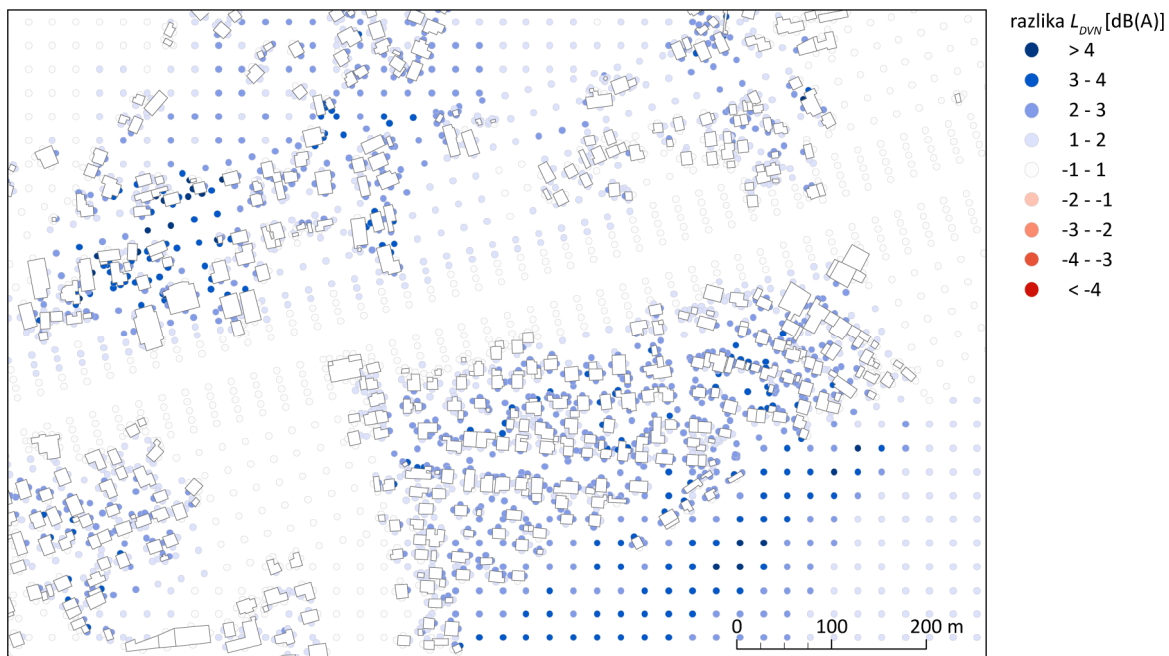 razlika L_DVN [dB(A)]
> 4
3 - 4
2 - 3
1 - 2
-1 - 1
-2 - -1
-3 - -2
-4 - -3
< -4
0 100 200 m